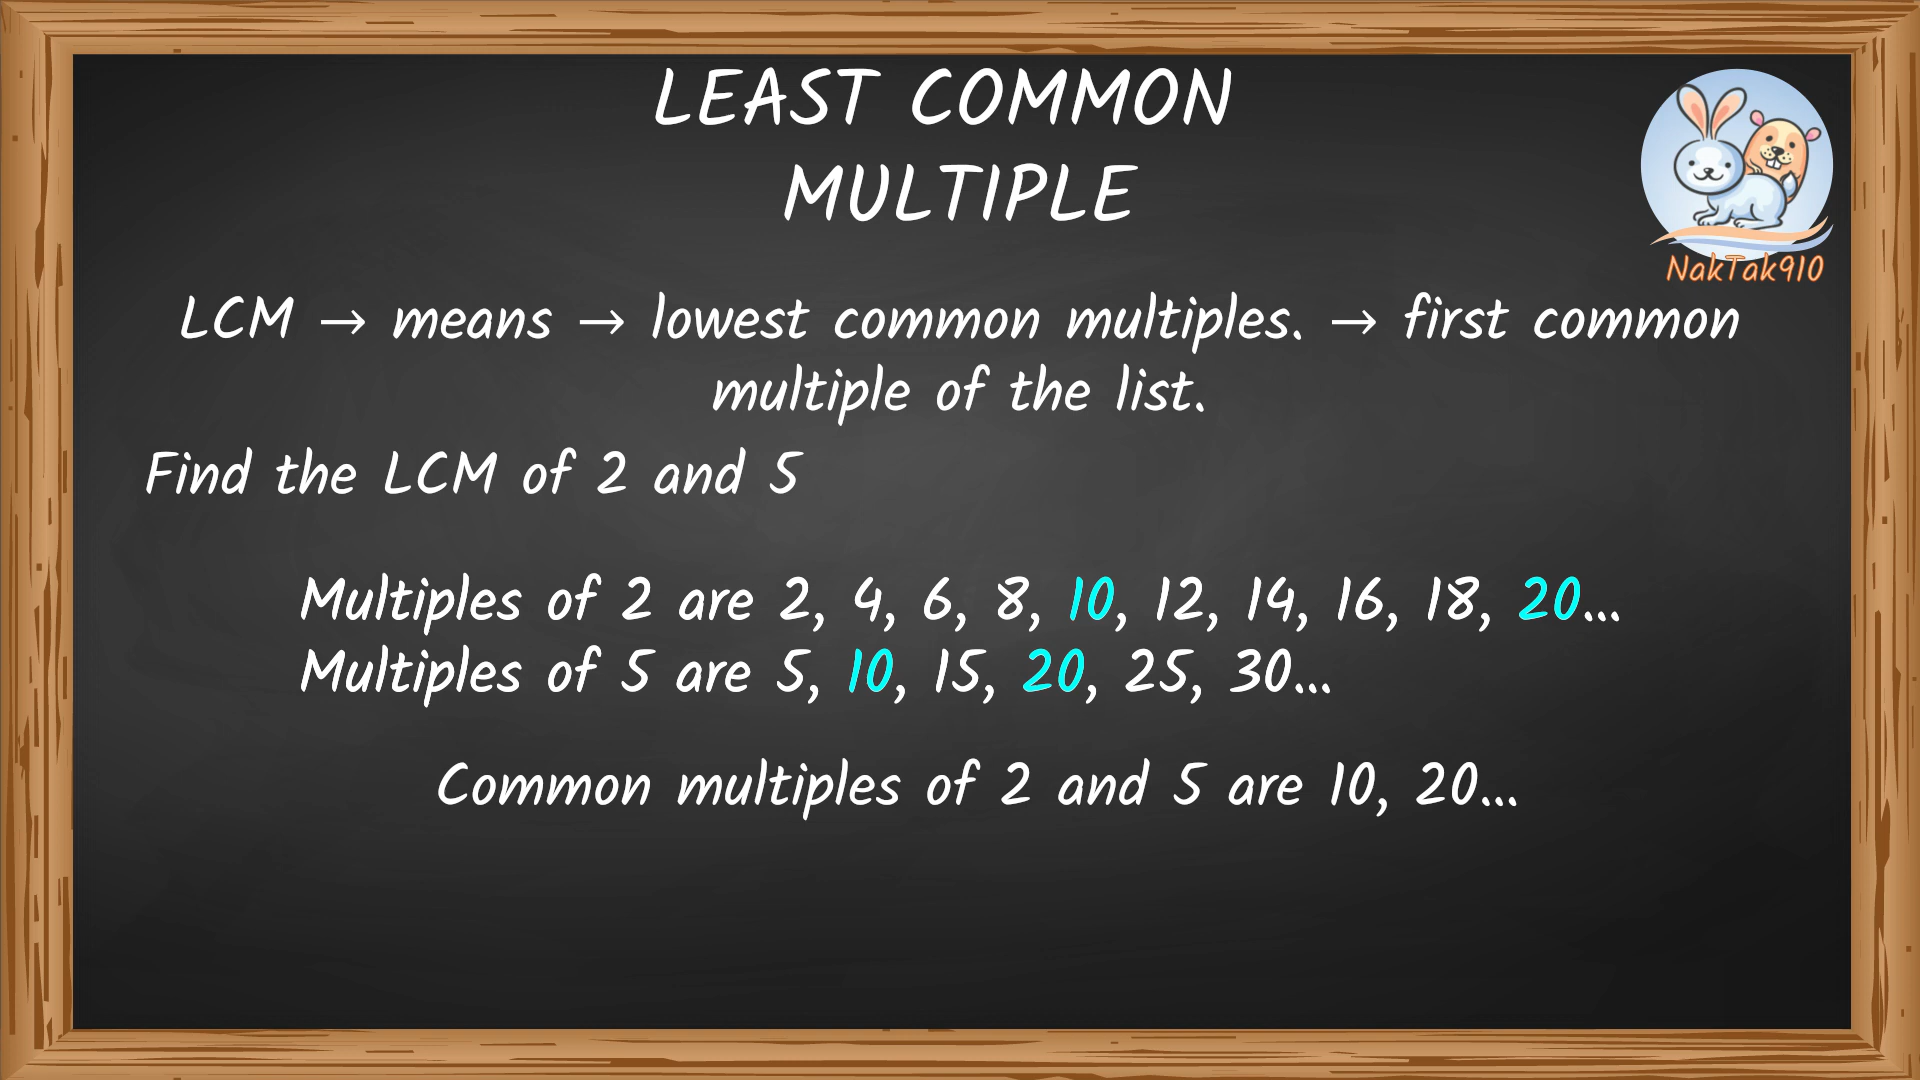 LEAST COMMON
MULTIPLE
NakTak910
LCM → means → lowest common multiples. → first common
multiple of the list.
Find the LCM of 2 and 5
Multiples of 2 are 2, 4, 6, 8, 10, 12, 14, 16, 18, 20...
Multiples of 5 are 5, 10, 15, 20, 25, 30...
Common multiples of 2 and 5 are 10, 20...